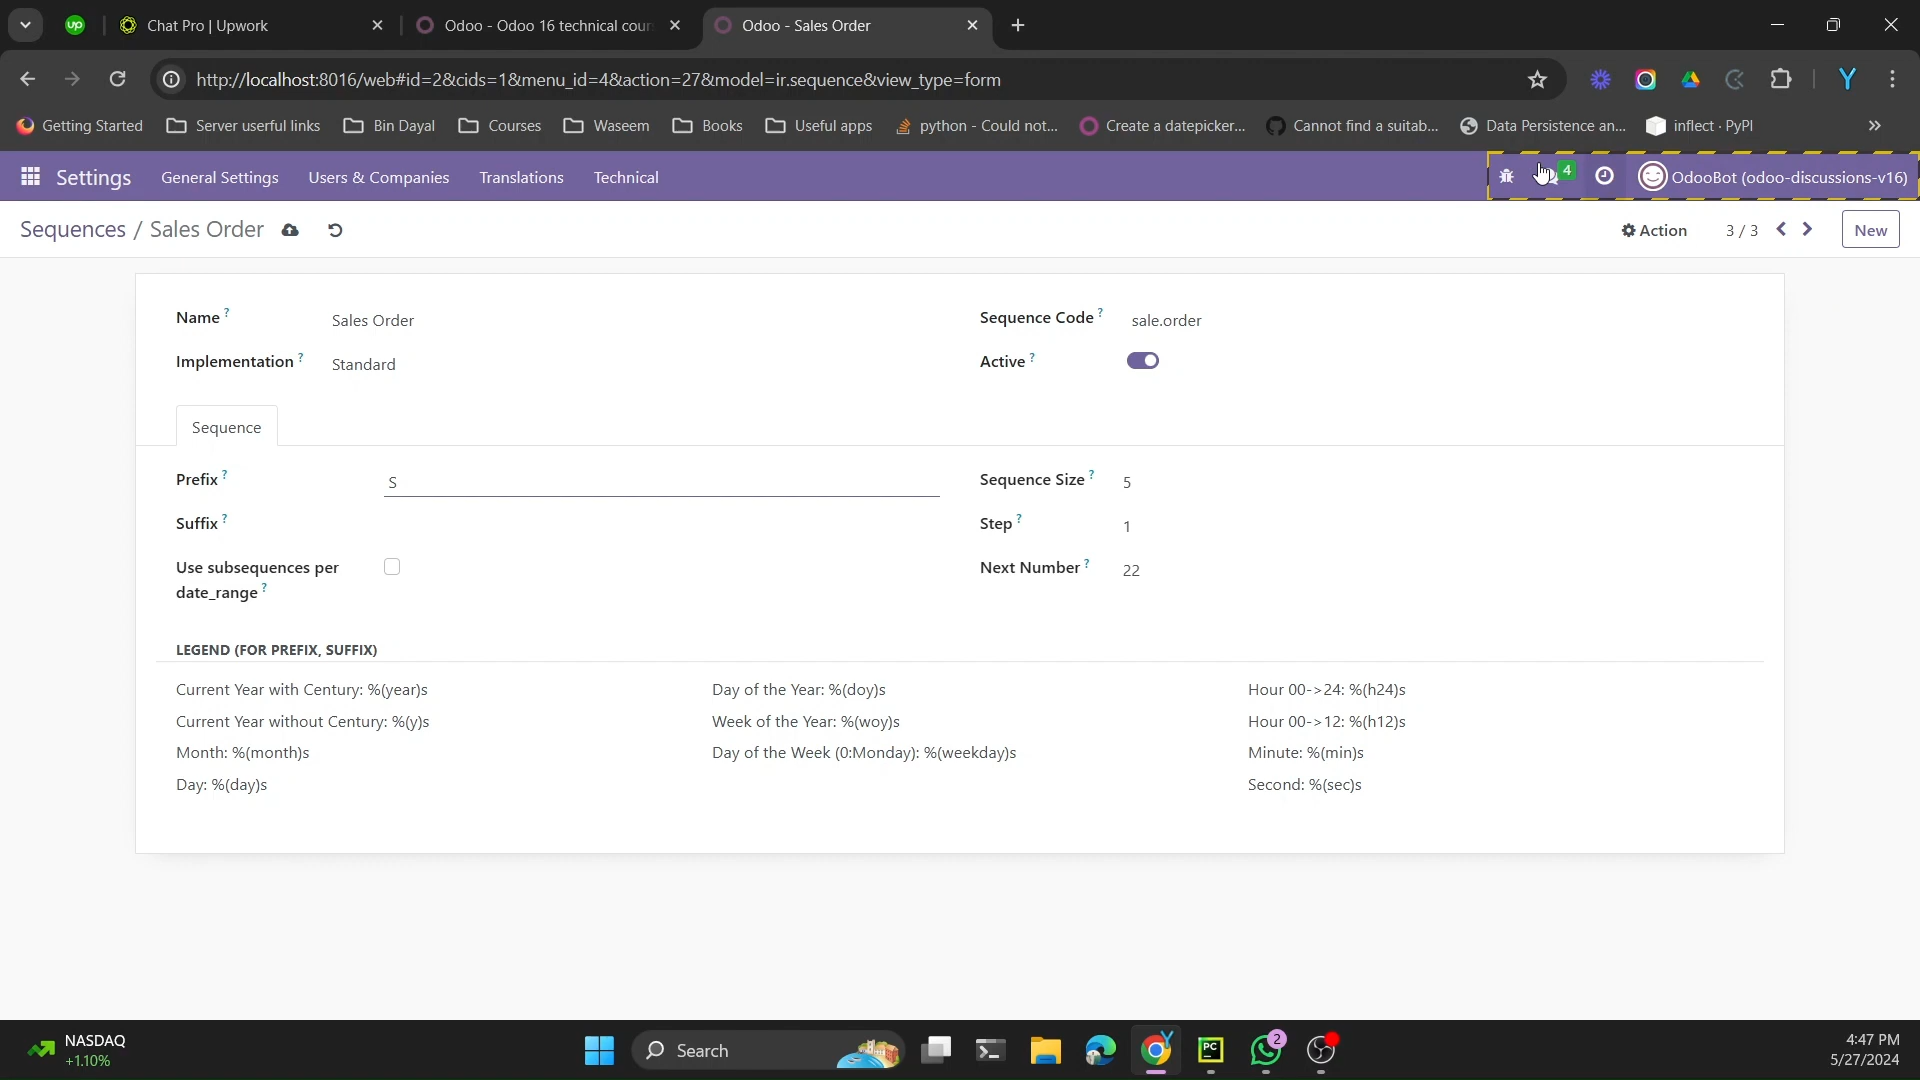 Chat Pro | Upwork
Odoo - Odoo 16 technical cour
Odoo - Sales Order
http://localhost:8016/web#id=2&cids=1&menu_id=4&action=27&model=ir.sequence&view_type=form
Y
Getting Started
Server userful links
Bin Dayal
Courses
Waseem
Books
Useful apps
python - Could not...
Create a datepicker...
Cannot find a suitab...
Data Persistence an...
inflect · PyPI
»
Settings
General Settings
Users & Companies
Translations
Technical
4
OdooBot (odoo-discussions-v16)
Sequences / Sales Order
Action
3 / 3
New
Name ?
Sales Order
Sequence Code ?
sale.order
Implementation ?
Standard
Active ?
Sequence
Prefix ?
S
Sequence Size ?
5
Suffix ?
Step ?
1
Use subsequences per
date_range ?
Next Number ?
22
LEGEND (FOR PREFIX, SUFFIX)
Current Year with Century: %(year)s
Day of the Year: %(doy)s
Hour 00->24: %(h24)s
Current Year without Century: %(y)s
Week of the Year: %(woy)s
Hour 00->12: %(h12)s
Month: %(month)s
Day of the Week (0:Monday): %(weekday)s
Minute: %(min)s
Day: %(day)s
Second: %(sec)s
NASDAQ
+1.10%
Search
Y
PC
2
4:47 PM
5/27/2024